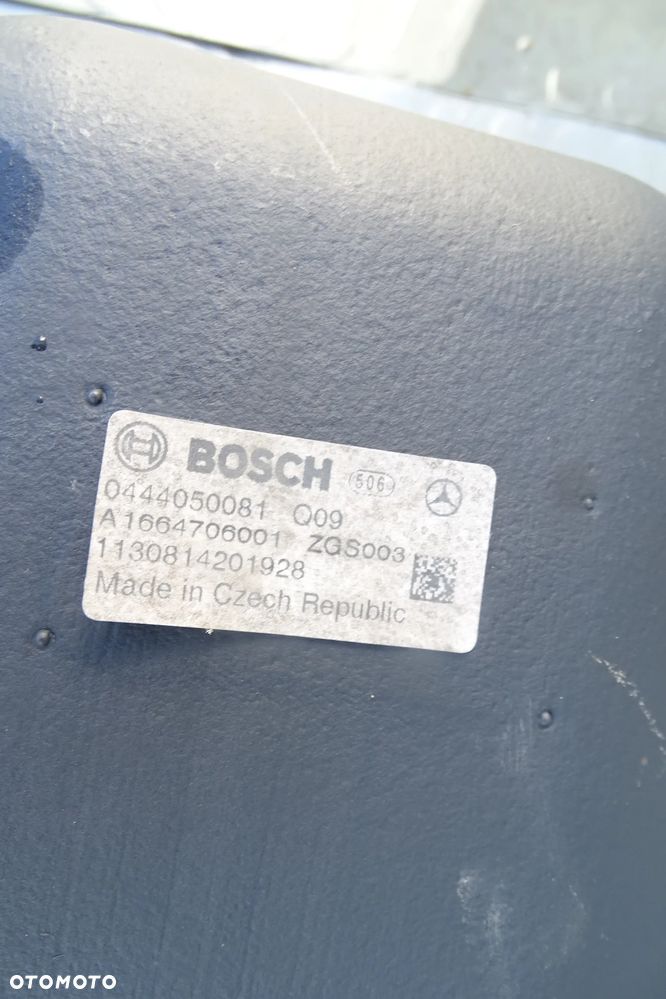 BOSCH 506
0444050081 Q09
A1664706001 ZGS003
1130814201928
Made in Czech Republic
OTOMOTO